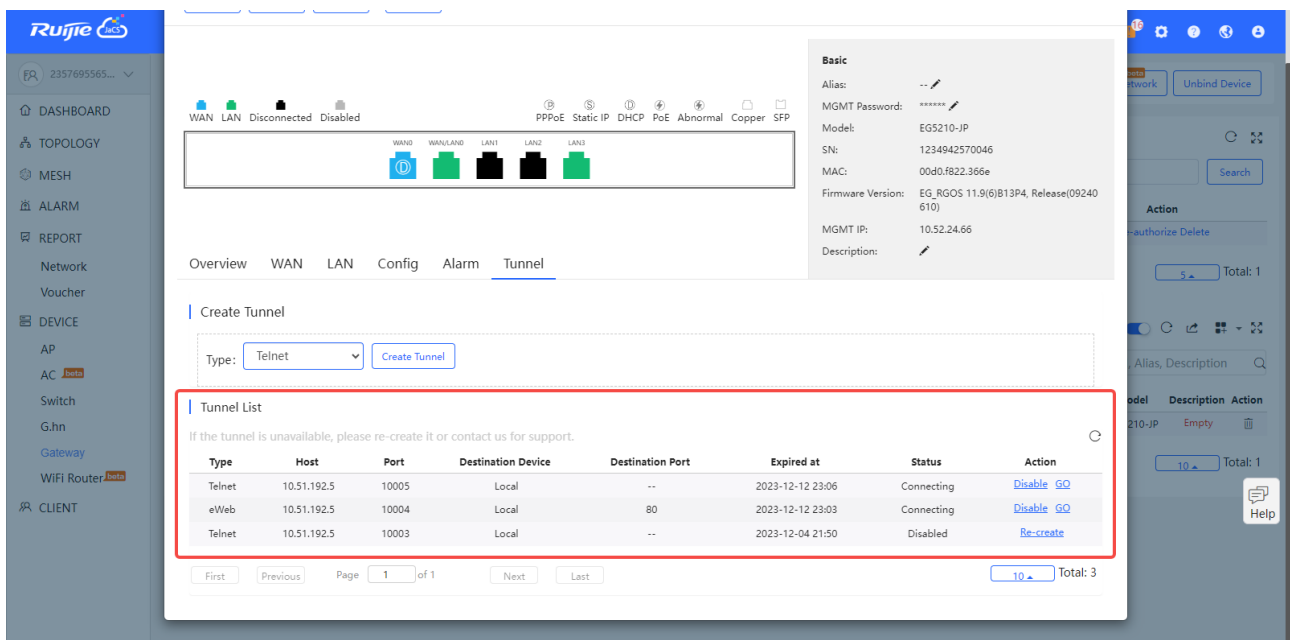 Ruijie JaCS
16
FR 2357695565...
DASHBOARD
TOPOLOGY
MESH
ALARM
REPORT
Network
Voucher
DEVICE
AP
AC beta
Switch
G.hn
Gateway
WiFi Router beta
CLIENT
WAN LAN Disconnected Disabled
PPPoE Static IP DHCP PoE Abnormal Copper SFP
WAN0 WAN/LAN0 LAN1 LAN2 LAN3
Basic
Alias: --
MGMT Password: ******
Model: EG5210-JP
SN: 1234942570046
MAC: 00d0.f822.366e
Firmware Version: EG_RGOS 11.9(6)B13P4, Release(09240
610)
MGMT IP: 10.52.24.66
Description:
Overview WAN LAN Config Alarm Tunnel
Create Tunnel
Type: Telnet Create Tunnel
Tunnel List
If the tunnel is unavailable, please re-create it or contact us for support.
Type Host Port Destination Device Destination Port Expired at Status Action
Telnet 10.51.192.5 10005 Local -- 2023-12-12 23:06 Connecting Disable GO
eWeb 10.51.192.5 10004 Local 80 2023-12-12 23:03 Connecting Disable GO
Telnet 10.51.192.5 10003 Local -- 2023-12-04 21:50 Disabled Re-create
First Previous Page 1 of 1 Next Last 10 Total: 3
beta
etwork Unbind Device
Search
Action
-authorize Delete
5 Total: 1
, Alias, Description
odel Description Action
210-JP Empty
10 Total: 1
Help